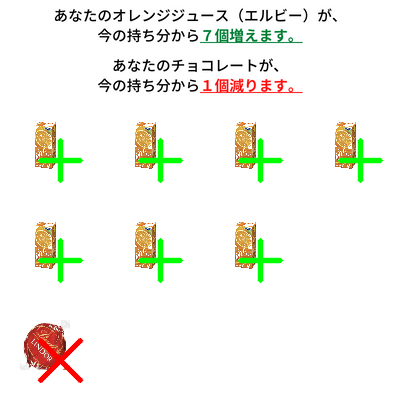 あなたのオレンジジュース（エルビー）が、
今の持ち分から７個増えます。
あなたのチョコレートが、
今の持ち分から１個減ります。
LINDOR